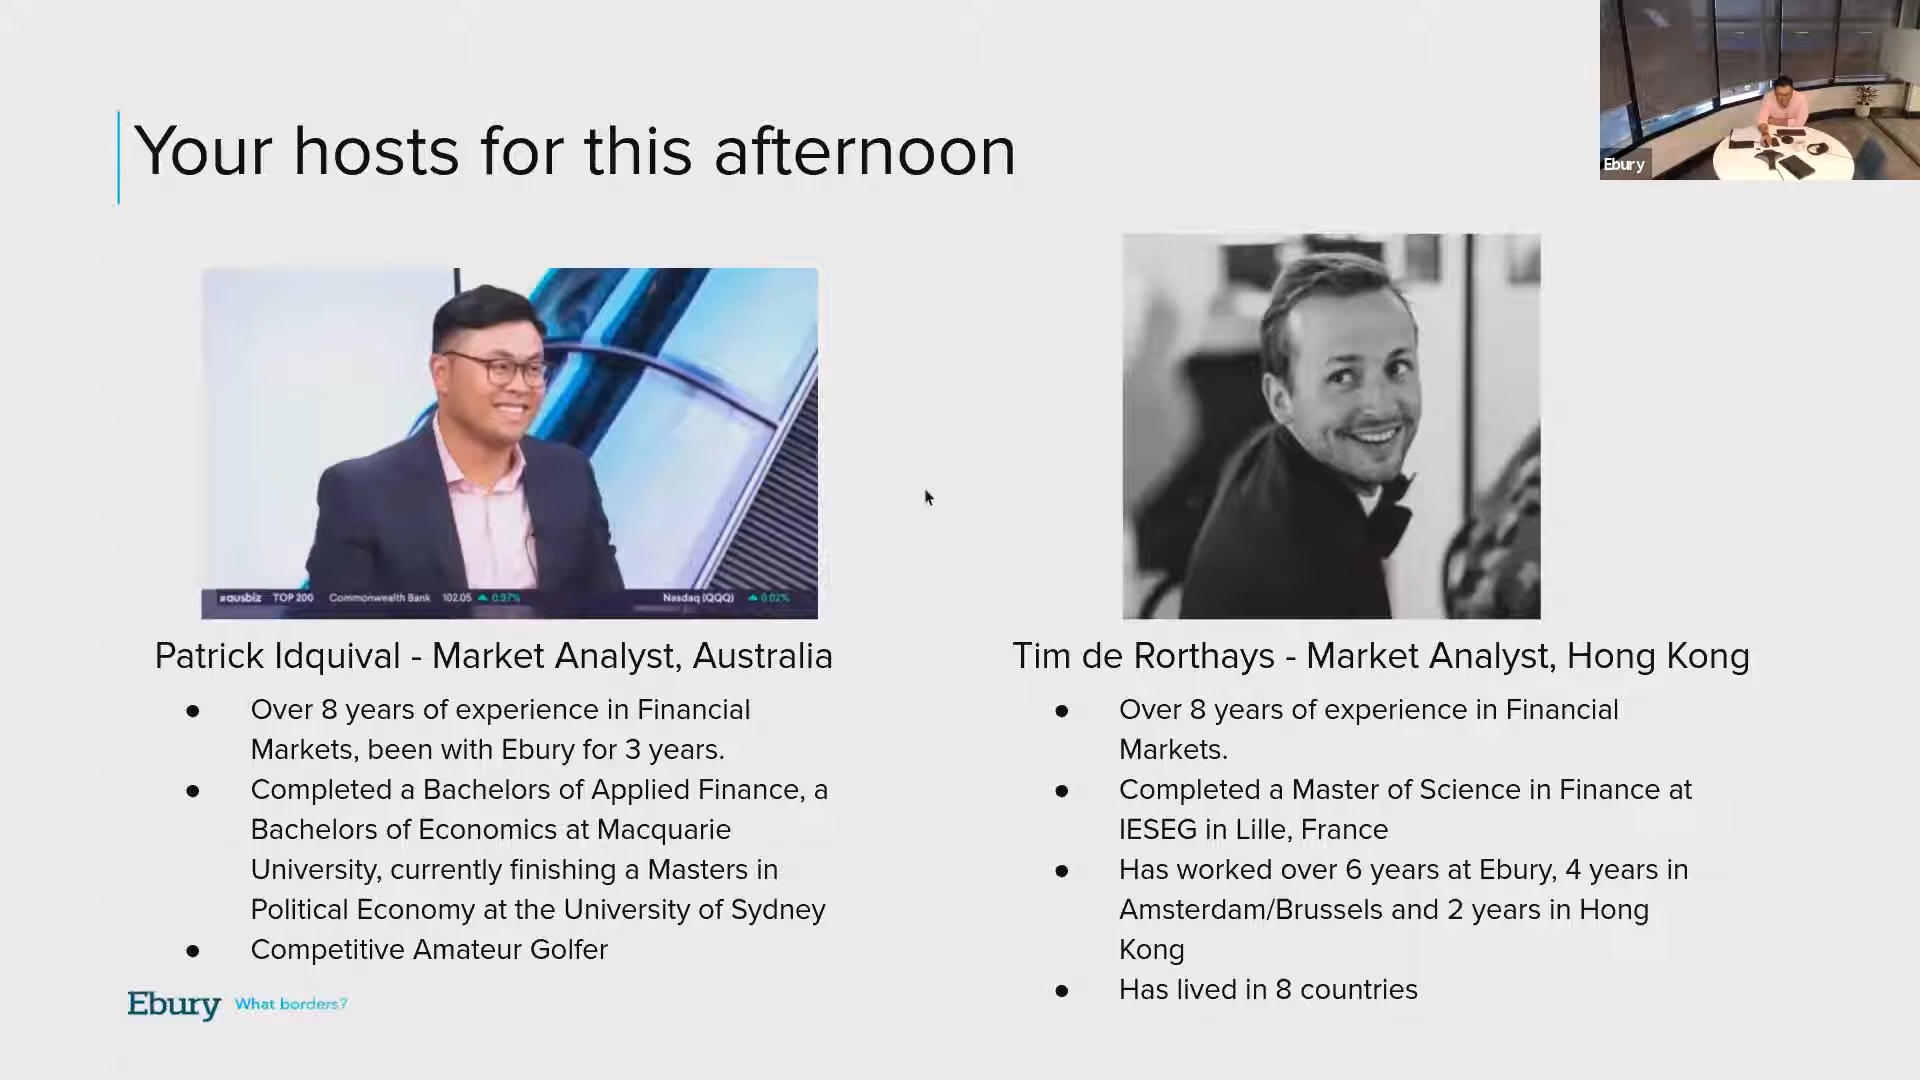 Your hosts for this afternoon
Ebury
#ausbiz TOP 200 Commonwealth Bank 102.05 0.97% Nasdaq (QQQ) 0.02%
Patrick Idquival - Market Analyst, Australia
● Over 8 years of experience in Financial
Markets, been with Ebury for 3 years.
● Completed a Bachelors of Applied Finance, a
Bachelors of Economics at Macquarie
University, currently finishing a Masters in
Political Economy at the University of Sydney
● Competitive Amateur Golfer
Tim de Rorthays - Market Analyst, Hong Kong
● Over 8 years of experience in Financial
Markets.
● Completed a Master of Science in Finance at
IESEG in Lille, France
● Has worked over 6 years at Ebury, 4 years in
Amsterdam/Brussels and 2 years in Hong
Kong
● Has lived in 8 countries
Ebury What borders?